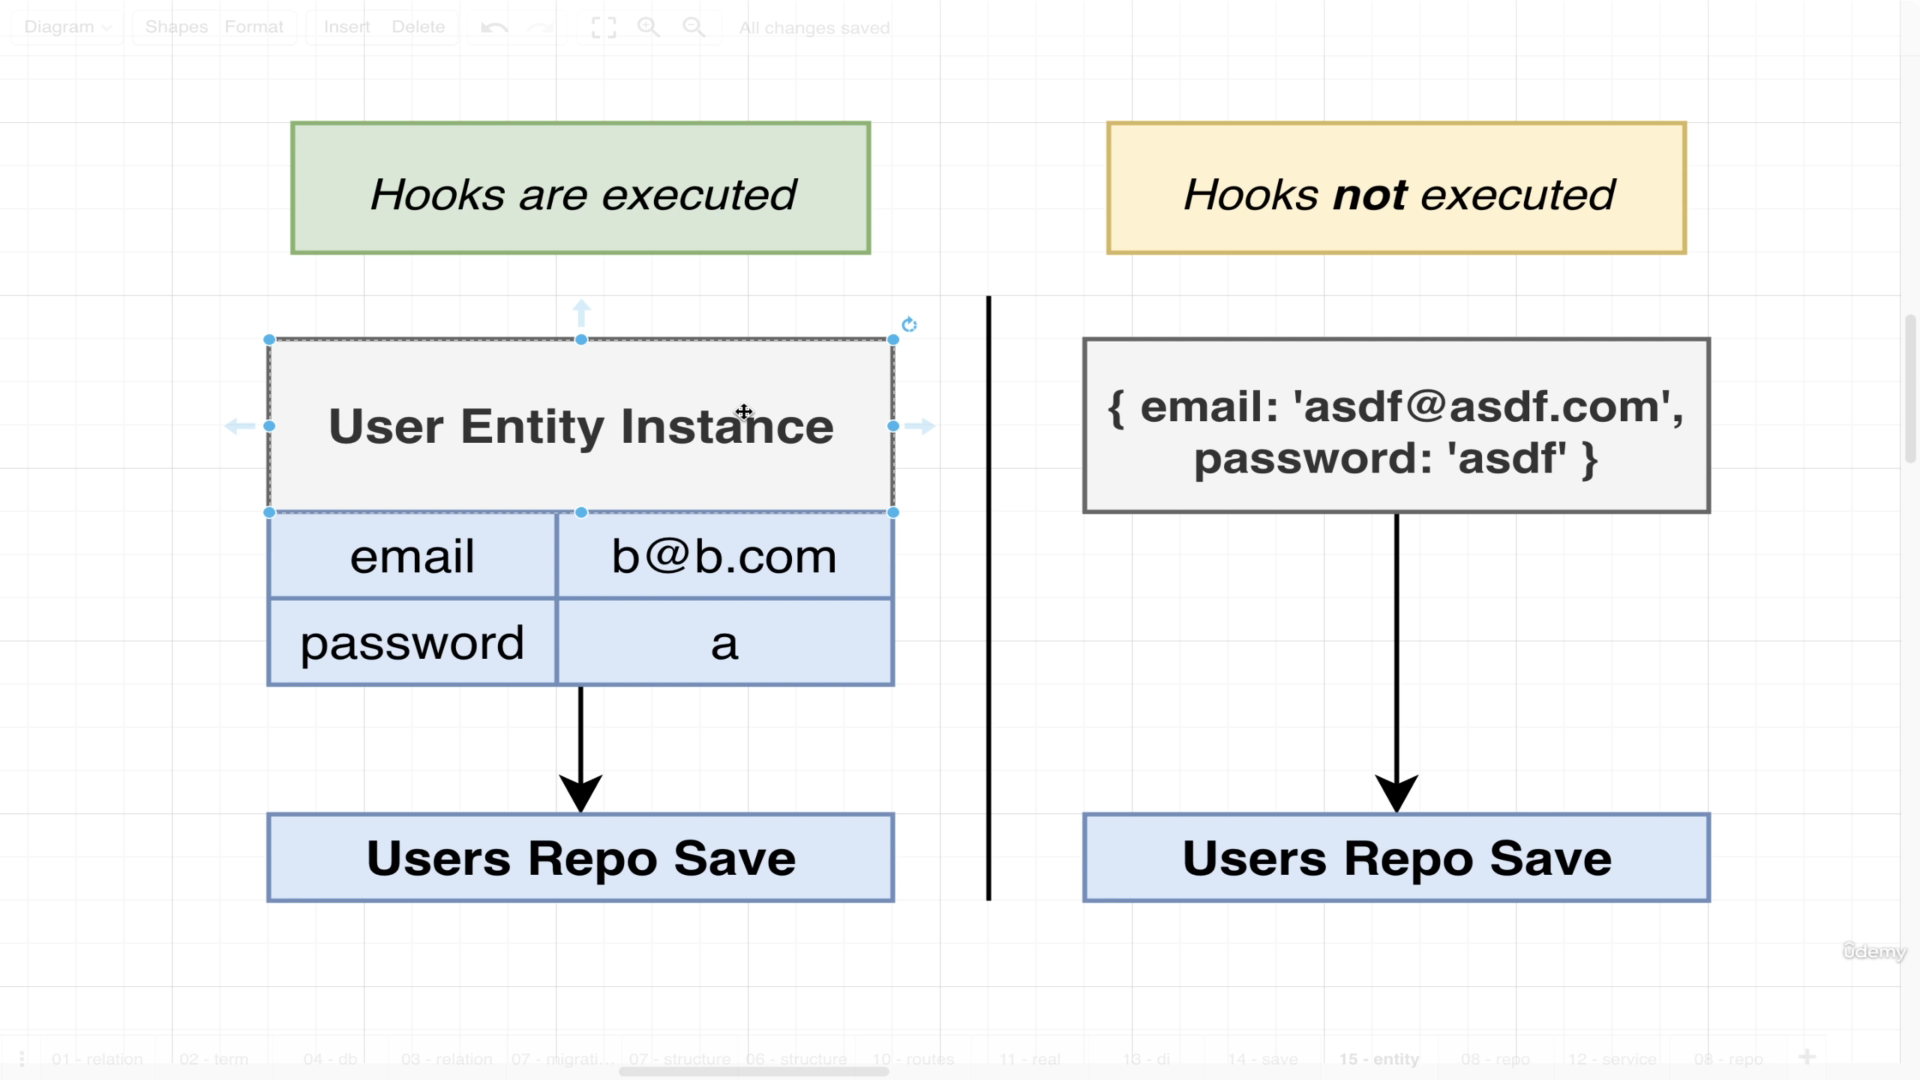 Diagram
Shapes
Format
Insert
Delete
All changes saved
Hooks are executed
Hooks not executed
User Entity Instance
email
b@b.com
password
a
Users Repo Save
{ email: 'asdf@asdf.com',
password: 'asdf' }
Users Repo Save
ûdemy
01 - relation
02 - term
04 - db
03 - relation
07 - migrati...
07 - structure
06 - structure
10 - routes
11 - real
13 - di
14 - save
15 - entity
08 - repo
12 - service
08 - repo